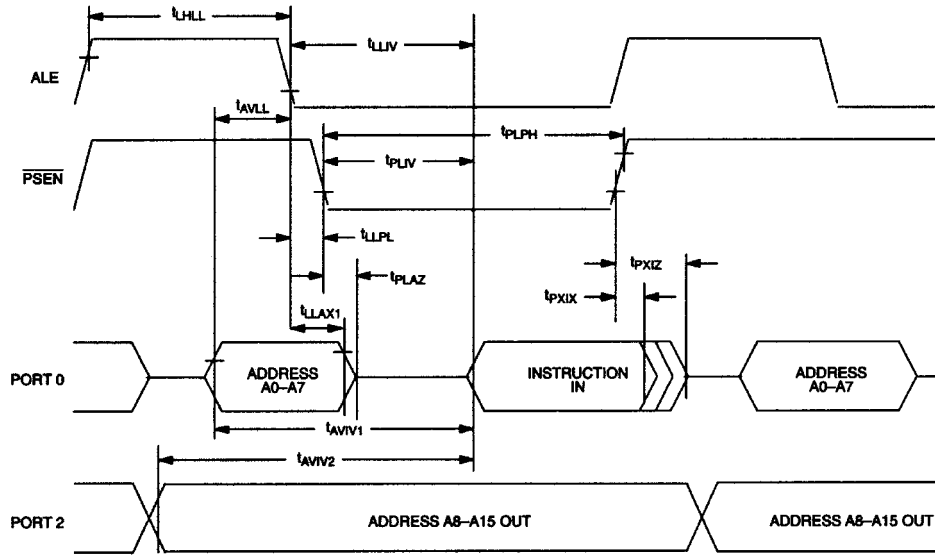 tLHLL
tLLIV
ALE
tAVLL
tPLPH
tPLIV
PSEN
tLLPL
tPLAZ
tPXIZ
tPXIX
tLLAX1
PORT 0
ADDRESS
A0–A7
INSTRUCTION
IN
ADDRESS
A0–A7
tAVIV1
tAVIV2
PORT 2
ADDRESS A8–A15 OUT
ADDRESS A8–A15 OUT